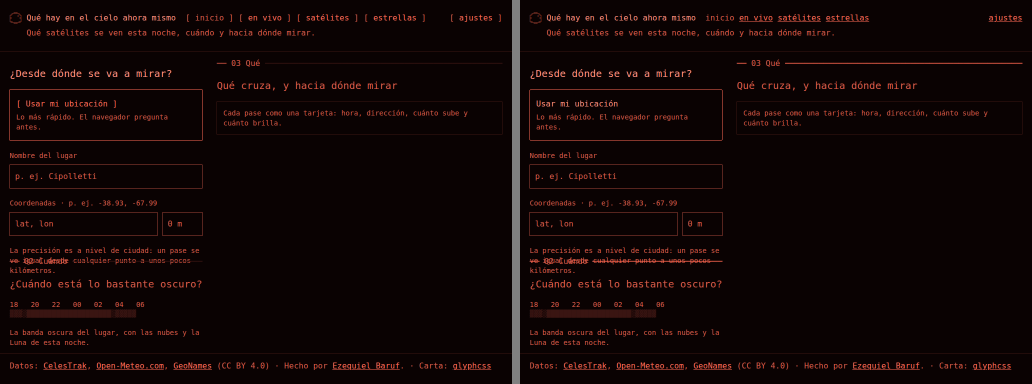 Qué hay en el cielo ahora mismo [ inicio ] [ en vivo ] [ satélites ] [ estrellas ] [ ajustes ]
Qué satélites se ven esta noche, cuándo y hacia dónde mirar.
¿Desde dónde se va a mirar?
[ Usar mi ubicación ]
Lo más rápido. El navegador pregunta
antes.
Nombre del lugar
p. ej. Cipolletti
Coordenadas · p. ej. -38.93, -67.99
lat, lon 0 m
La precisión es a nivel de ciudad: un pase se
ve igual desde cualquier punto a unos pocos
kilómetros.
02 Cuándo
¿Cuándo está lo bastante oscuro?
18 20 22 00 02 04 06
La banda oscura del lugar, con las nubes y la
Luna de esta noche.
03 Qué
Qué cruza, y hacia dónde mirar
Cada pase como una tarjeta: hora, dirección, cuánto sube y
cuánto brilla.
Datos: CelesTrak, Open-Meteo.com, GeoNames (CC BY 4.0) · Hecho por Ezequiel Baruf. · Carta: glyphcss
Qué hay en el cielo ahora mismo inicio en vivo satélites estrellas ajustes
Qué satélites se ven esta noche, cuándo y hacia dónde mirar.
¿Desde dónde se va a mirar?
Usar mi ubicación
Lo más rápido. El navegador pregunta
antes.
Nombre del lugar
p. ej. Cipolletti
Coordenadas · p. ej. -38.93, -67.99
lat, lon 0 m
La precisión es a nivel de ciudad: un pase se
ve igual desde cualquier punto a unos pocos
kilómetros.
02 Cuándo
¿Cuándo está lo bastante oscuro?
18 20 22 00 02 04 06
La banda oscura del lugar, con las nubes y la
Luna de esta noche.
03 Qué
Qué cruza, y hacia dónde mirar
Cada pase como una tarjeta: hora, dirección, cuánto sube y
cuánto brilla.
Datos: CelesTrak, Open-Meteo.com, GeoNames (CC BY 4.0) · Hecho por Ezequiel Baruf. · Carta: glyphcss